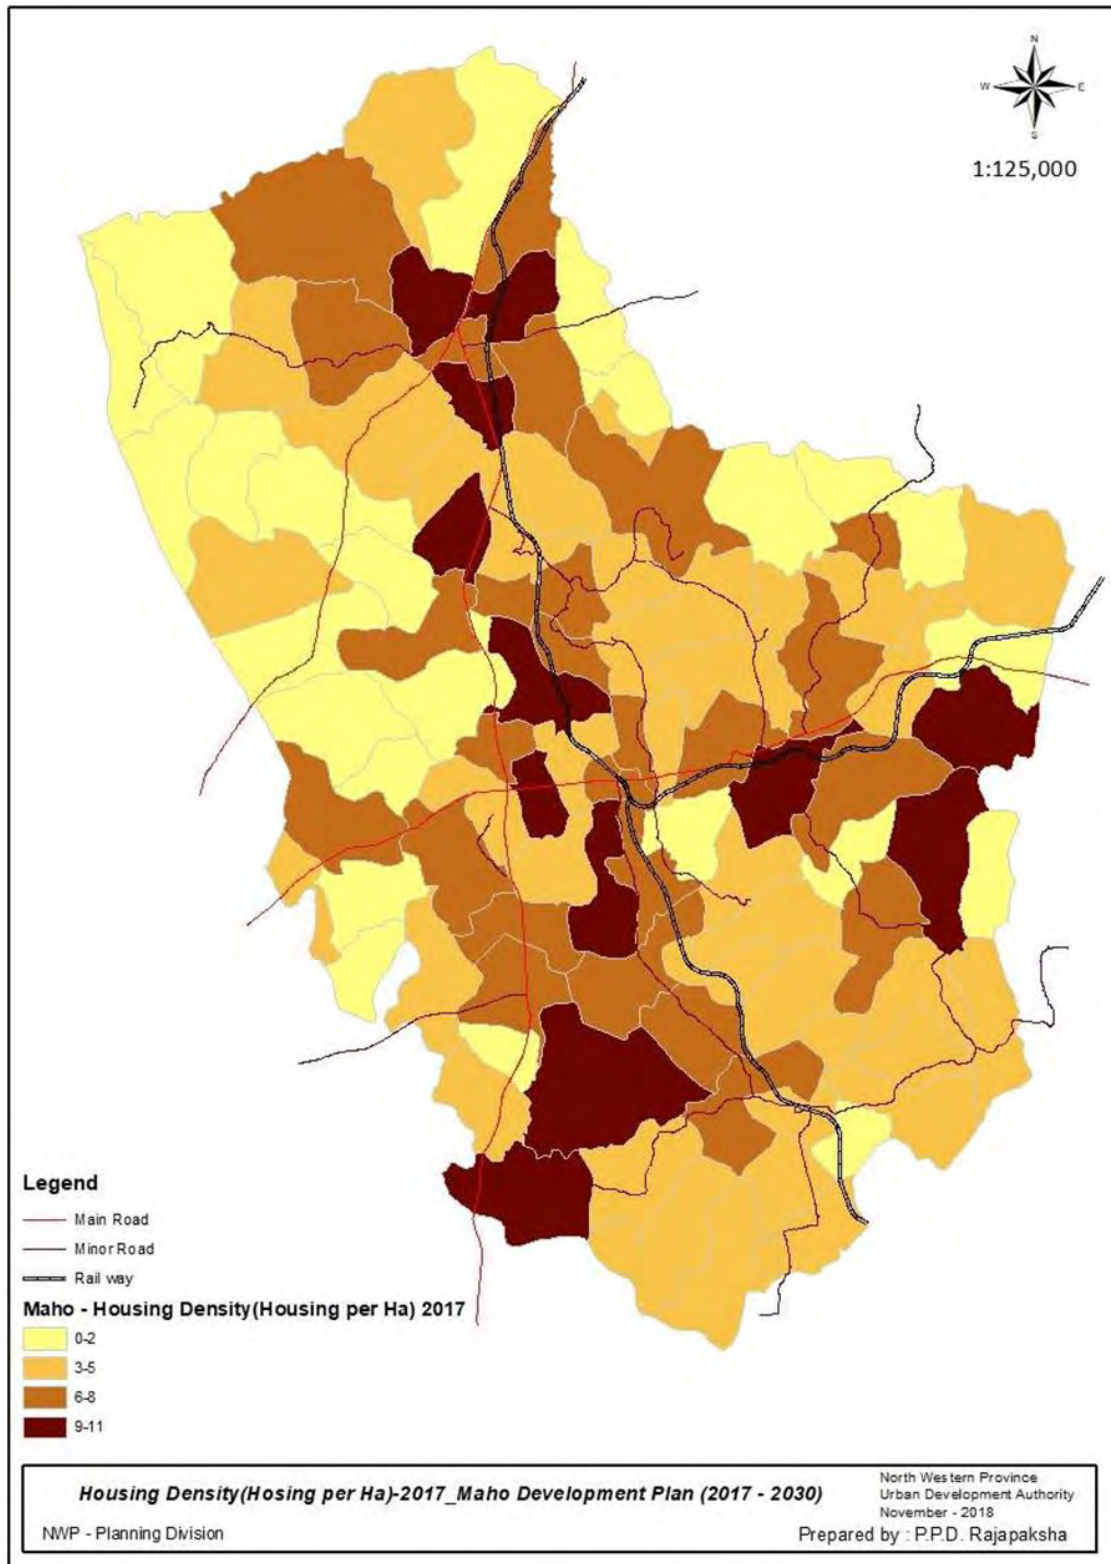 N
W E
S
1:125,000
Legend
Main Road
Minor Road
Rail way
Maho - Housing Density(Housing per Ha) 2017
0-2
3-5
6-8
9-11
Housing Density(Hosing per Ha)-2017_Maho Development Plan (2017 - 2030)
NWP - Planning Division
North Western Province
Urban Development Authority
November - 2018
Prepared by : P.P.D. Rajapaksha